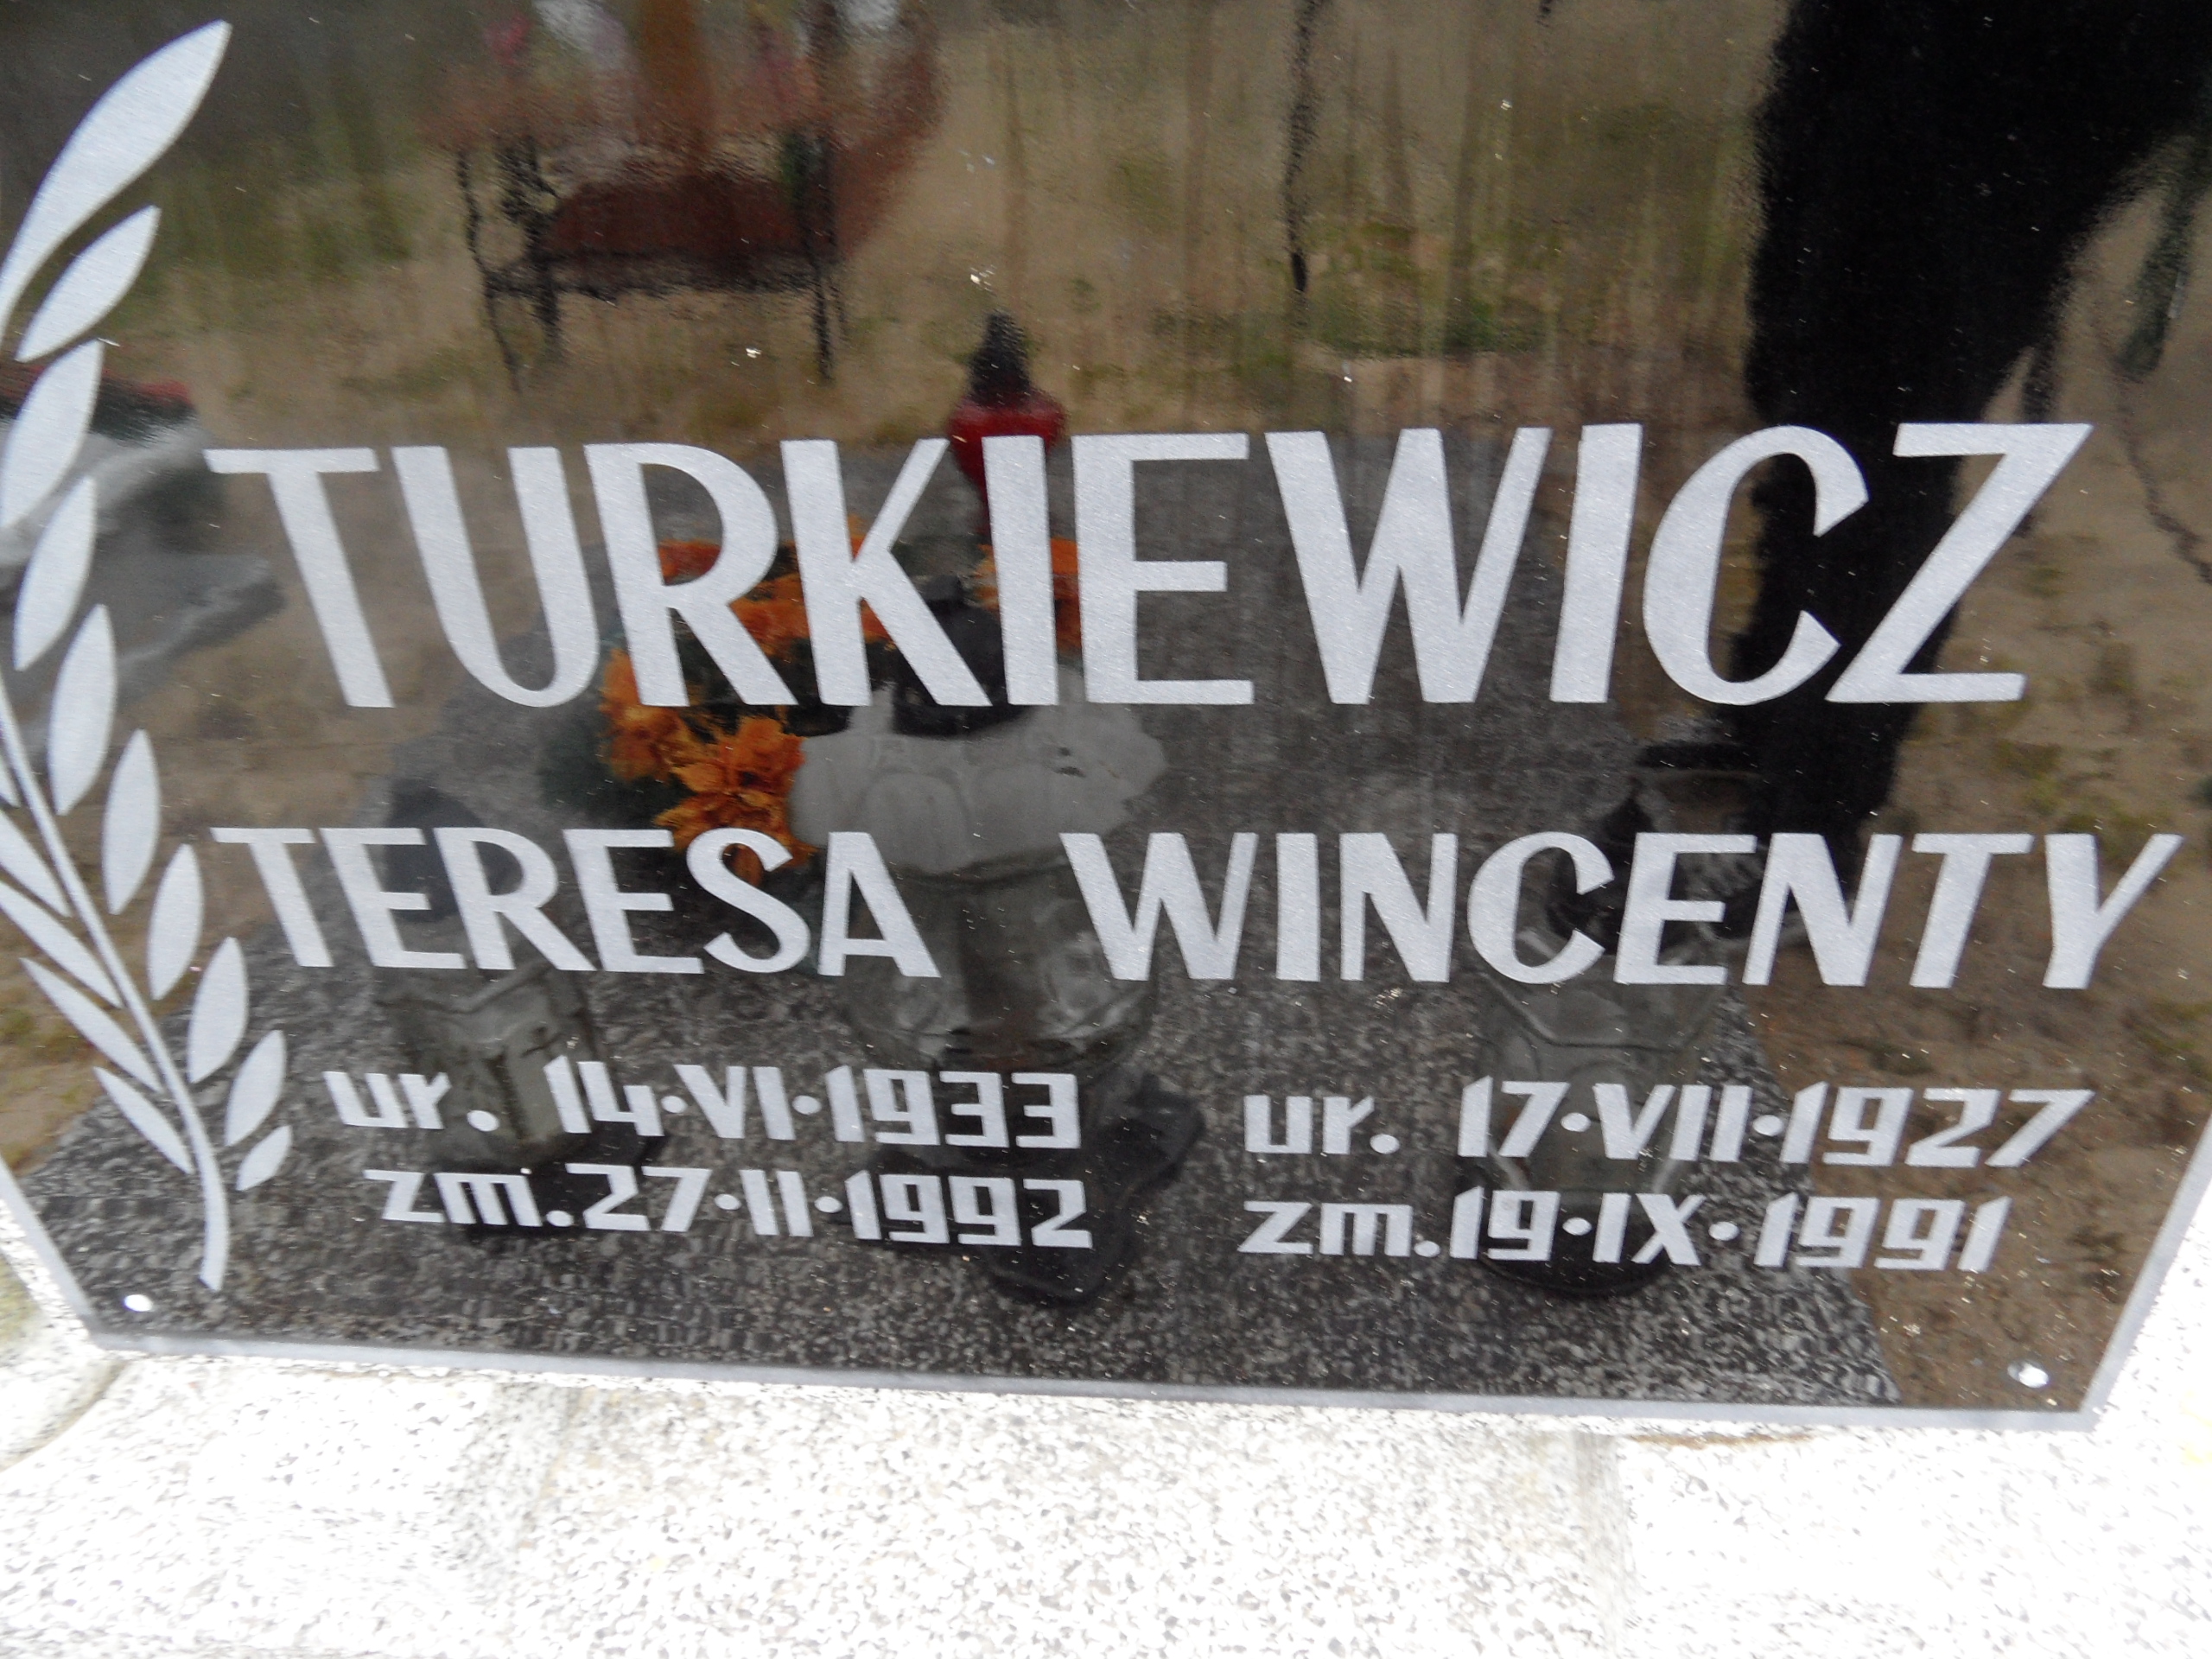 TURKIEWICZ
TERESA WINCENTY
ur. 14·VI·1933 ur. 17·VII·1927
zm.27·II·1992 zm.19·IX·1991